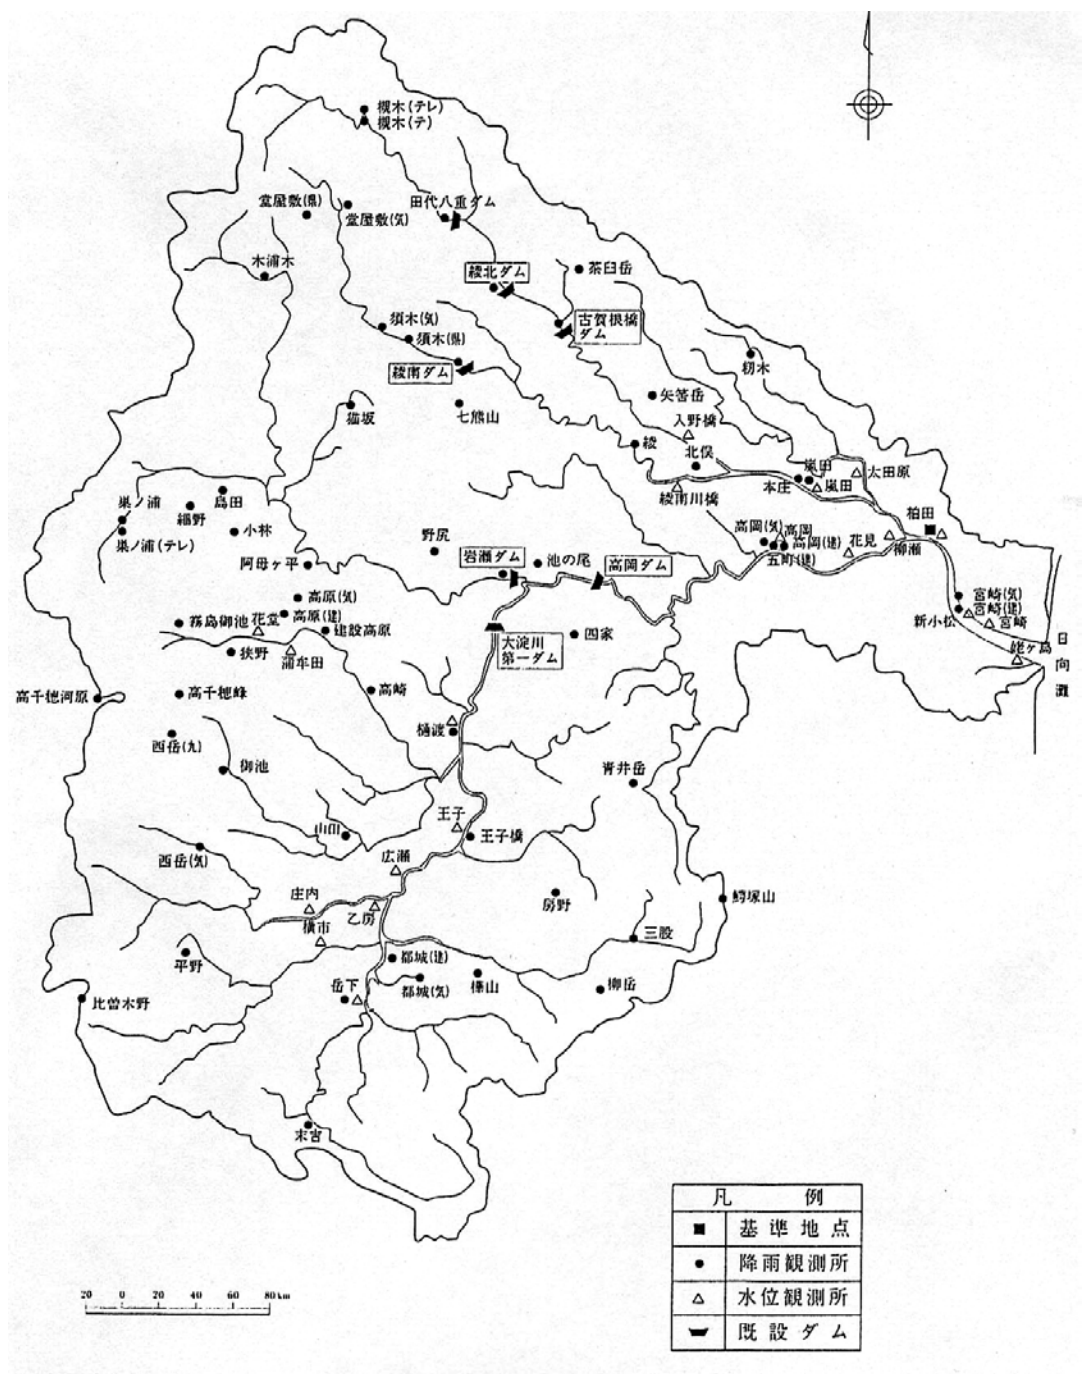 槻木(テレ)
槻木(テ)
堂屋敷(県)
堂屋敷(気)
田代八重ダム
木浦木
綾北ダム
茶臼岳
須木(気)
須木(県)
古賀根橋
ダム
綾南ダム
籾木
猫坂
七熊山
矢筈岳
入野橋
綾
北俣
嵐田
太田原
本庄
嵐田
綾南川橋
巣ノ浦
島田
細野
巣ノ浦(テレ)
小林
野尻
高岡(気)
高岡
柏田
阿母ヶ平
岩瀬ダム
池の尾
高岡ダム
五町(建)
高岡(建)
花見
柳瀬
高原(気)
霧島御池
花堂
高原(建)
建設高原
大淀川
第一ダム
四家
宮崎(気)
宮崎(建)
新小松
宮崎
狭野
蒲牟田
日
向
灘
高千穂河原
高千穂峰
高崎
樋渡
西岳(九)
御池
青井岳
山田
王子
王子橋
西岳(気)
広瀬
庄内
乙房
房野
鰐塚山
横市
三股
平野
都城(建)
都城(気)
樺山
柳岳
比曽木野
岳下
末吉
凡 例
基準地点
降雨観測所
水位観測所
既設ダム
20 0 20 40 60 80km